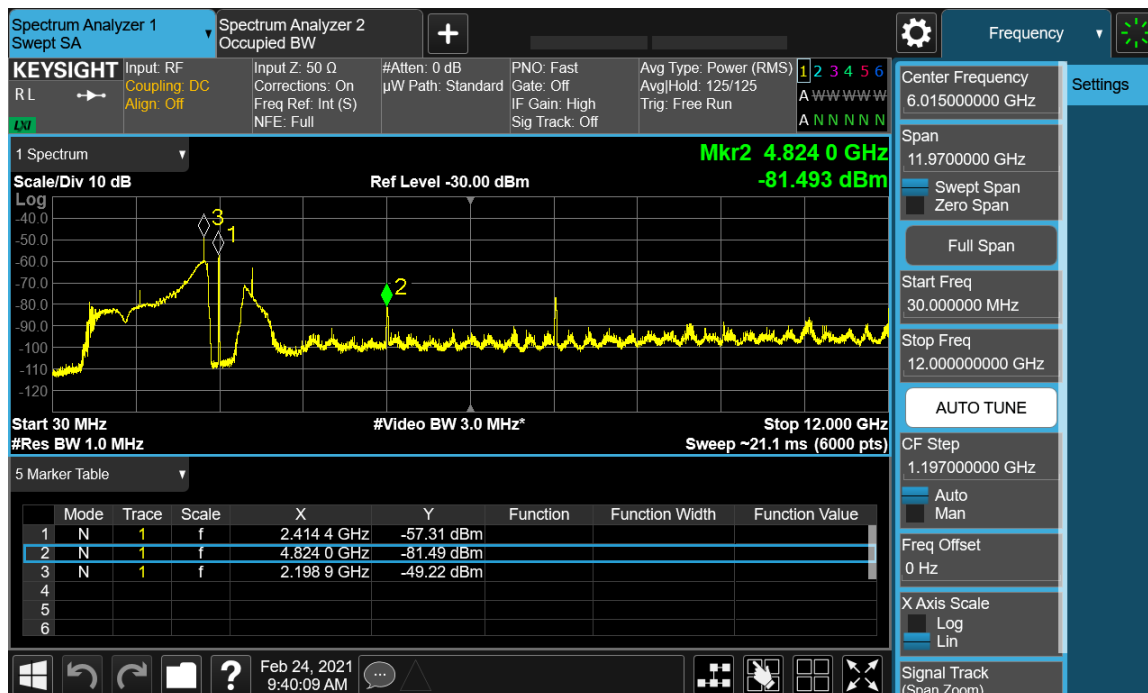 Spectrum Analyzer 1
Swept SA
Spectrum Analyzer 2
Occupied BW
Frequency
KEYSIGHT
RL
LXI
Input: RF
Coupling: DC
Align: Off
Input Z: 50 Ω
Corrections: On
Freq Ref: Int (S)
NFE: Full
#Atten: 0 dB
µW Path: Standard
PNO: Fast
Gate: Off
IF Gain: High
Sig Track: Off
Avg Type: Power (RMS)
Avg|Hold: 125/125
Trig: Free Run
1 2 3 4 5 6
A W W W W W
A N N N N N
1 Spectrum
Mkr2 4.824 0 GHz
-81.493 dBm
Scale/Div 10 dB
Ref Level -30.00 dBm
Log
-40.0
-50.0
-60.0
-70.0
-80.0
-90.0
-100
-110
-120
3
1
2
Start 30 MHz
#Video BW 3.0 MHz*
Stop 12.000 GHz
#Res BW 1.0 MHz
Sweep ~21.1 ms (6000 pts)
5 Marker Table
Mode Trace Scale X Y Function Function Width Function Value
1 N 1 f 2.414 4 GHz -57.31 dBm
2 N 1 f 4.824 0 GHz -81.49 dBm
3 N 1 f 2.198 9 GHz -49.22 dBm
4
5
6
?
Feb 24, 2021
9:40:09 AM
Center Frequency
6.015000000 GHz
Settings
Span
11.9700000 GHz
Swept Span
Zero Span
Full Span
Start Freq
30.000000 MHz
Stop Freq
12.000000000 GHz
AUTO TUNE
CF Step
1.197000000 GHz
Auto
Man
Freq Offset
0 Hz
X Axis Scale
Log
Lin
Signal Track
(Span Zoom)